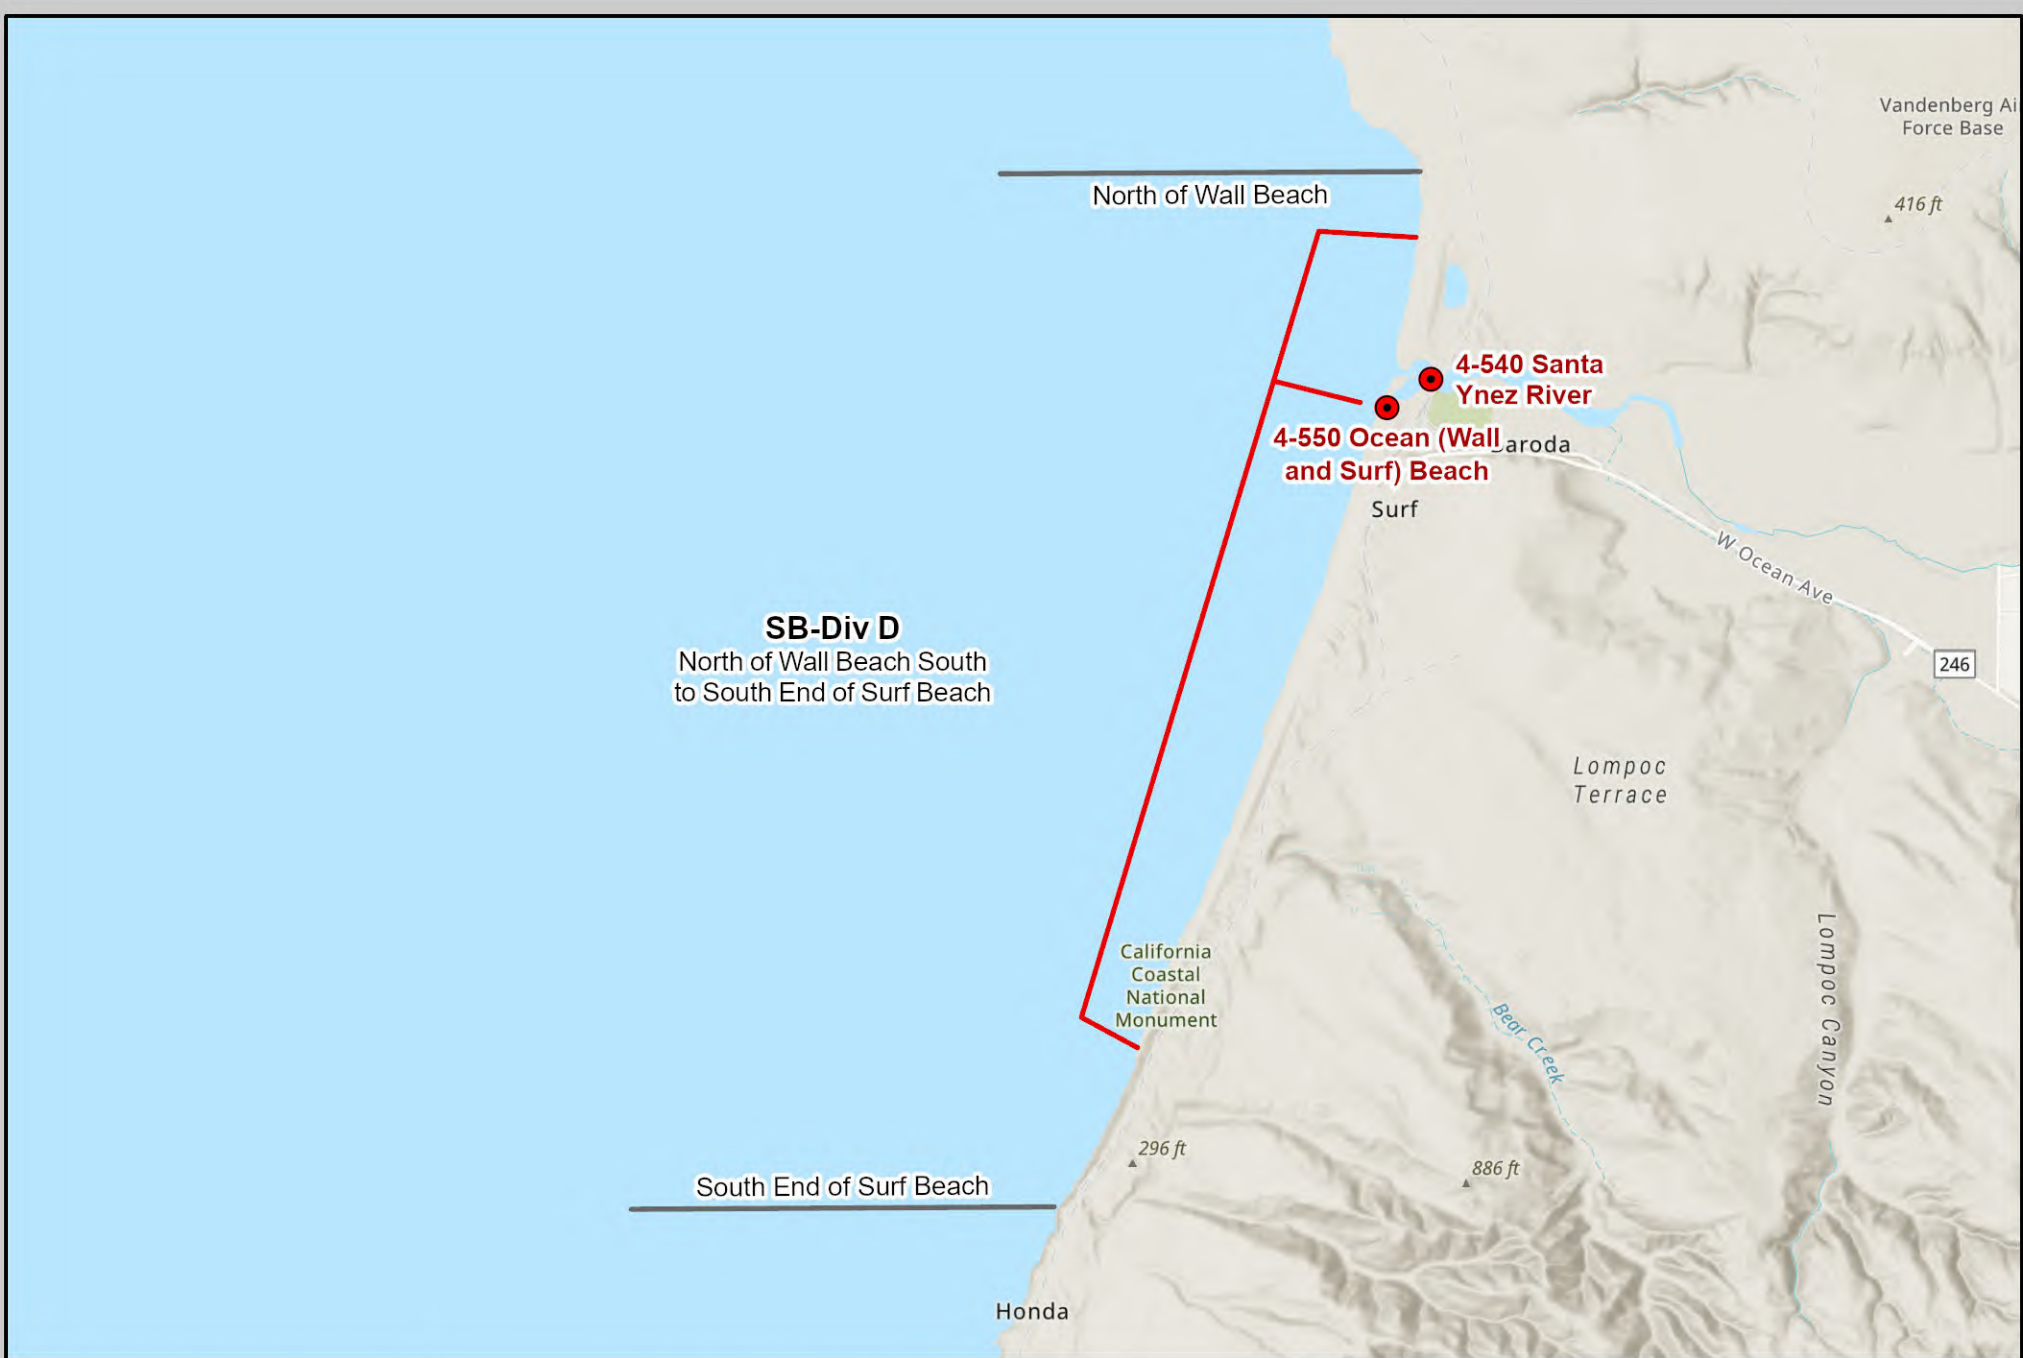 Vandenberg Ai
Force Base
North of Wall Beach
416 ft
4-540 Santa
Ynez River
4-550 Ocean (Wall
and Surf) Beach
aroda
Surf
W Ocean Ave
SB-Div D
North of Wall Beach South
to South End of Surf Beach
246
Lompoc
Terrace
California
Coastal
National
Monument
Lompoc Canyon
Bear Creek
296 ft
886 ft
South End of Surf Beach
Honda